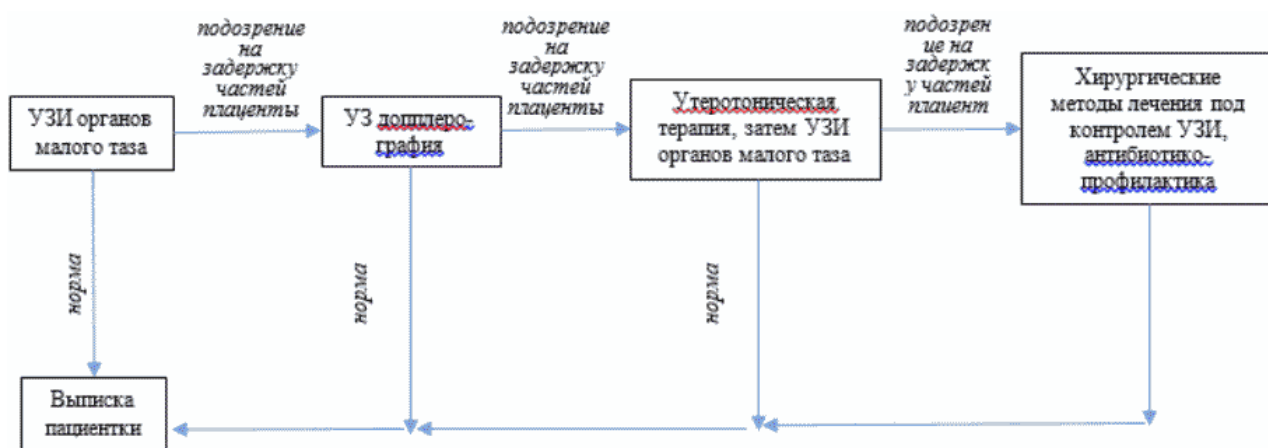 подозрение
на
задержку
частей
плаценты
подозрение
на
задержку
частей
плаценты
подозрен
ие на
задержк
у частей
плацент
УЗИ органов
малого таза
УЗ допплеро-
графия
Утеротоническая
терапия, затем УЗИ
органов малого таза
Хирургические
методы лечения под
контролем УЗИ,
антибиотико-
профилактика
норма
норма
норма
Выписка
пациентки